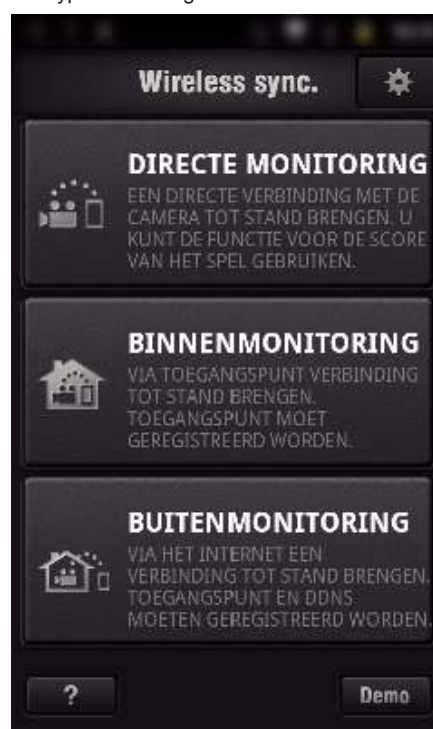 Wireless sync.
DIRECTE MONITORING
EEN DIRECTE VERBINDING MET DE
CAMERA TOT STAND BRENGEN. U
KUNT DE FUNCTIE VOOR DE SCORE
VAN HET SPEL GEBRUIKEN.
BINNENMONITORING
VIA TOEGANGSPUNT VERBINDING
TOT STAND BRENGEN.
TOEGANGSPUNT MOET
GEREGISTREERD WORDEN.
BUITENMONITORING
VIA HET INTERNET EEN
VERBINDING TOT STAND BRENGEN.
TOEGANGSPUNT EN DDNS
MOETEN GEREGISTREERD WORDEN.
?
Demo